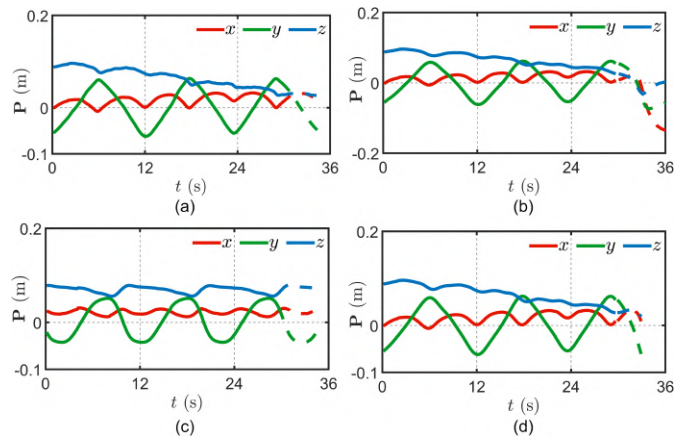 0.2
x y z
P (m)
0
-0.1
0 12 24 36
t (s)
(a)
0.2
x y z
P (m)
0
-0.2
0 12 24 36
t (s)
(b)
0.2
x y z
P (m)
0
-0.1
0 12 24 36
t (s)
(c)
0.2
x y z
P (m)
0
-0.1
0 12 24 36
t (s)
(d)